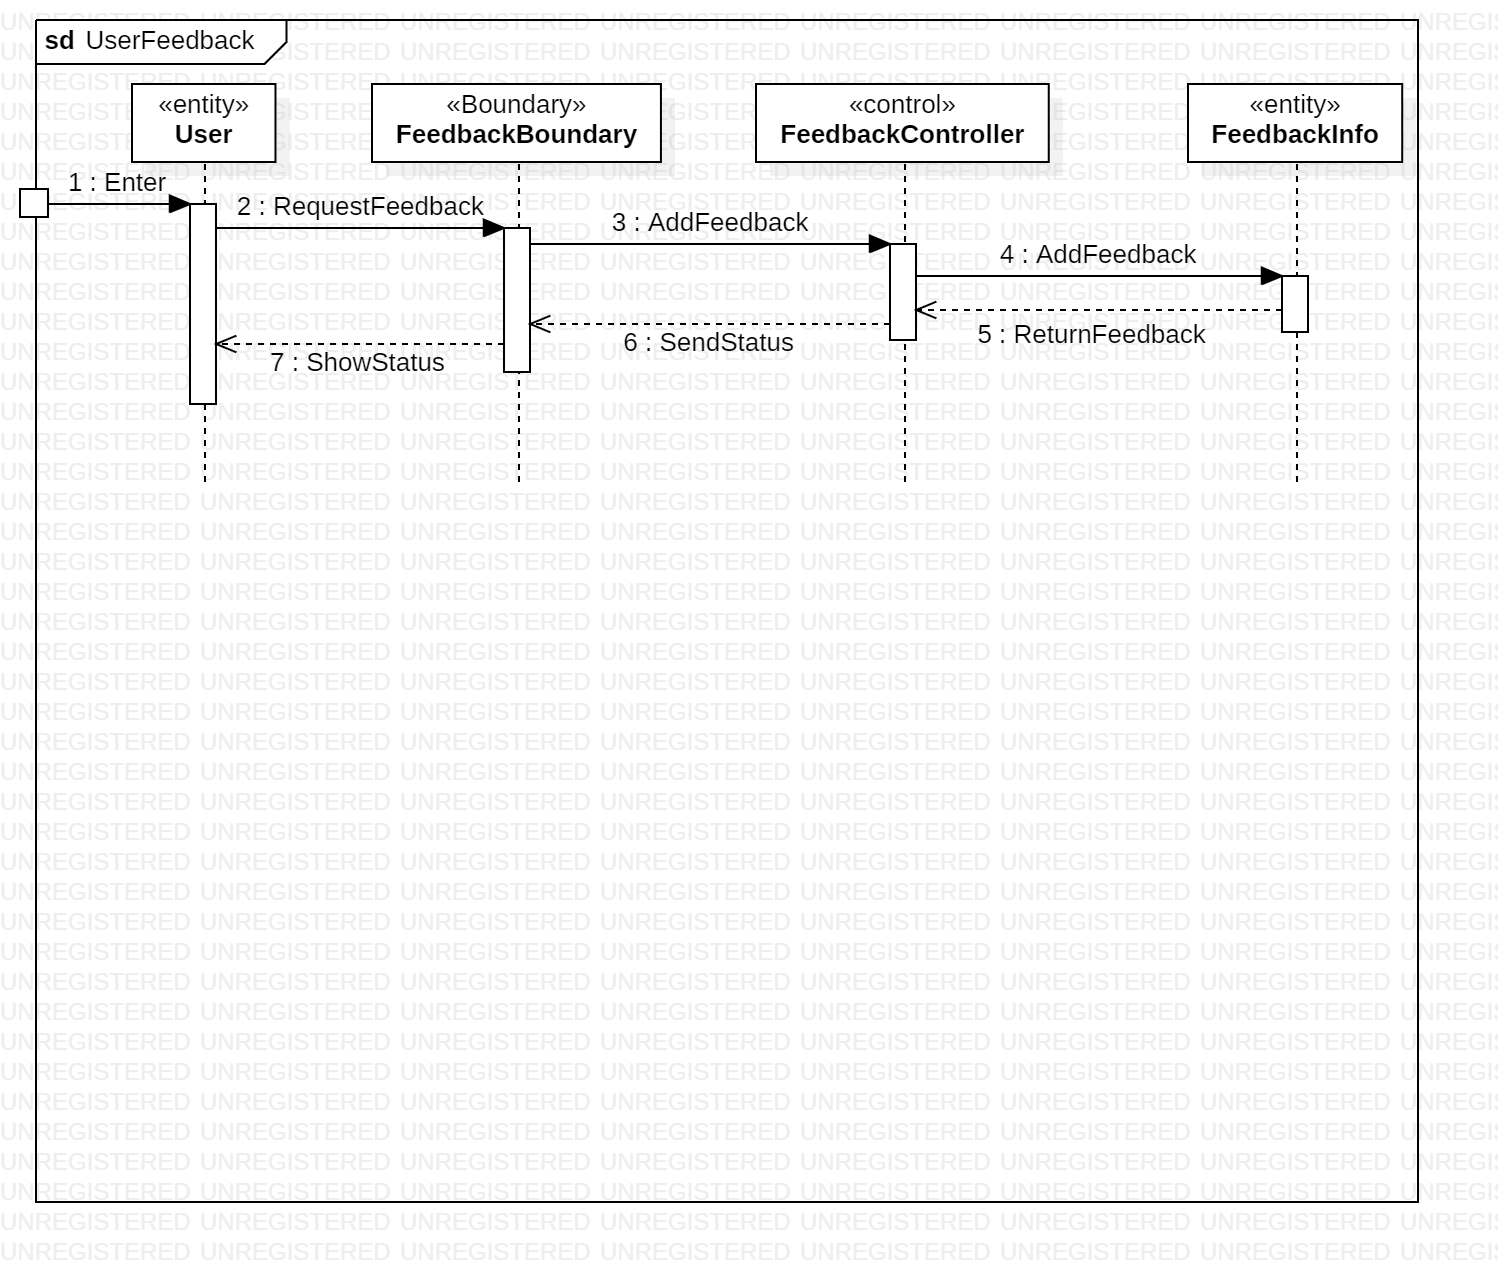 sd UserFeedback
«entity»
User
«Boundary»
FeedbackBoundary
«control»
FeedbackController
«entity»
FeedbackInfo
1 : Enter
2 : RequestFeedback
3 : AddFeedback
4 : AddFeedback
5 : ReturnFeedback
6 : SendStatus
7 : ShowStatus
UNREGISTERED